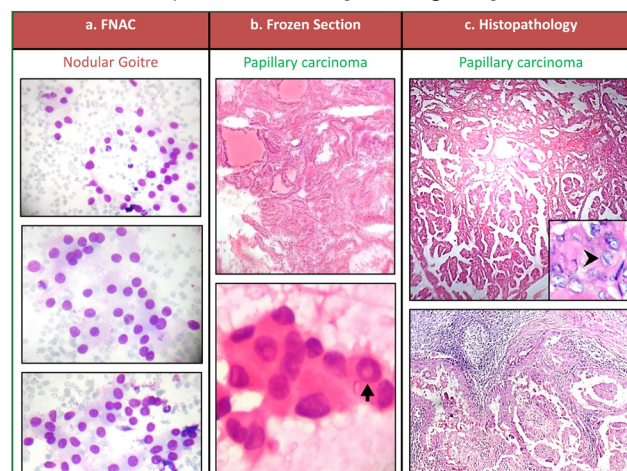 a. FNAC
b. Frozen Section
c. Histopathology
Nodular Goitre
Papillary carcinoma
Papillary carcinoma